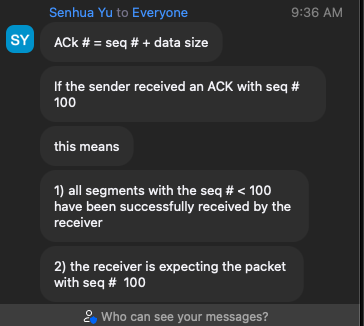 Senhua Yu to Everyone 9:36 AM
SY
ACk # = seq # + data size
If the sender received an ACK with seq #
100
this means
1) all segments with the seq # < 100
have been successfully received by the
receiver
2) the receiver is expecting the packet
with seq #  100
Who can see your messages?